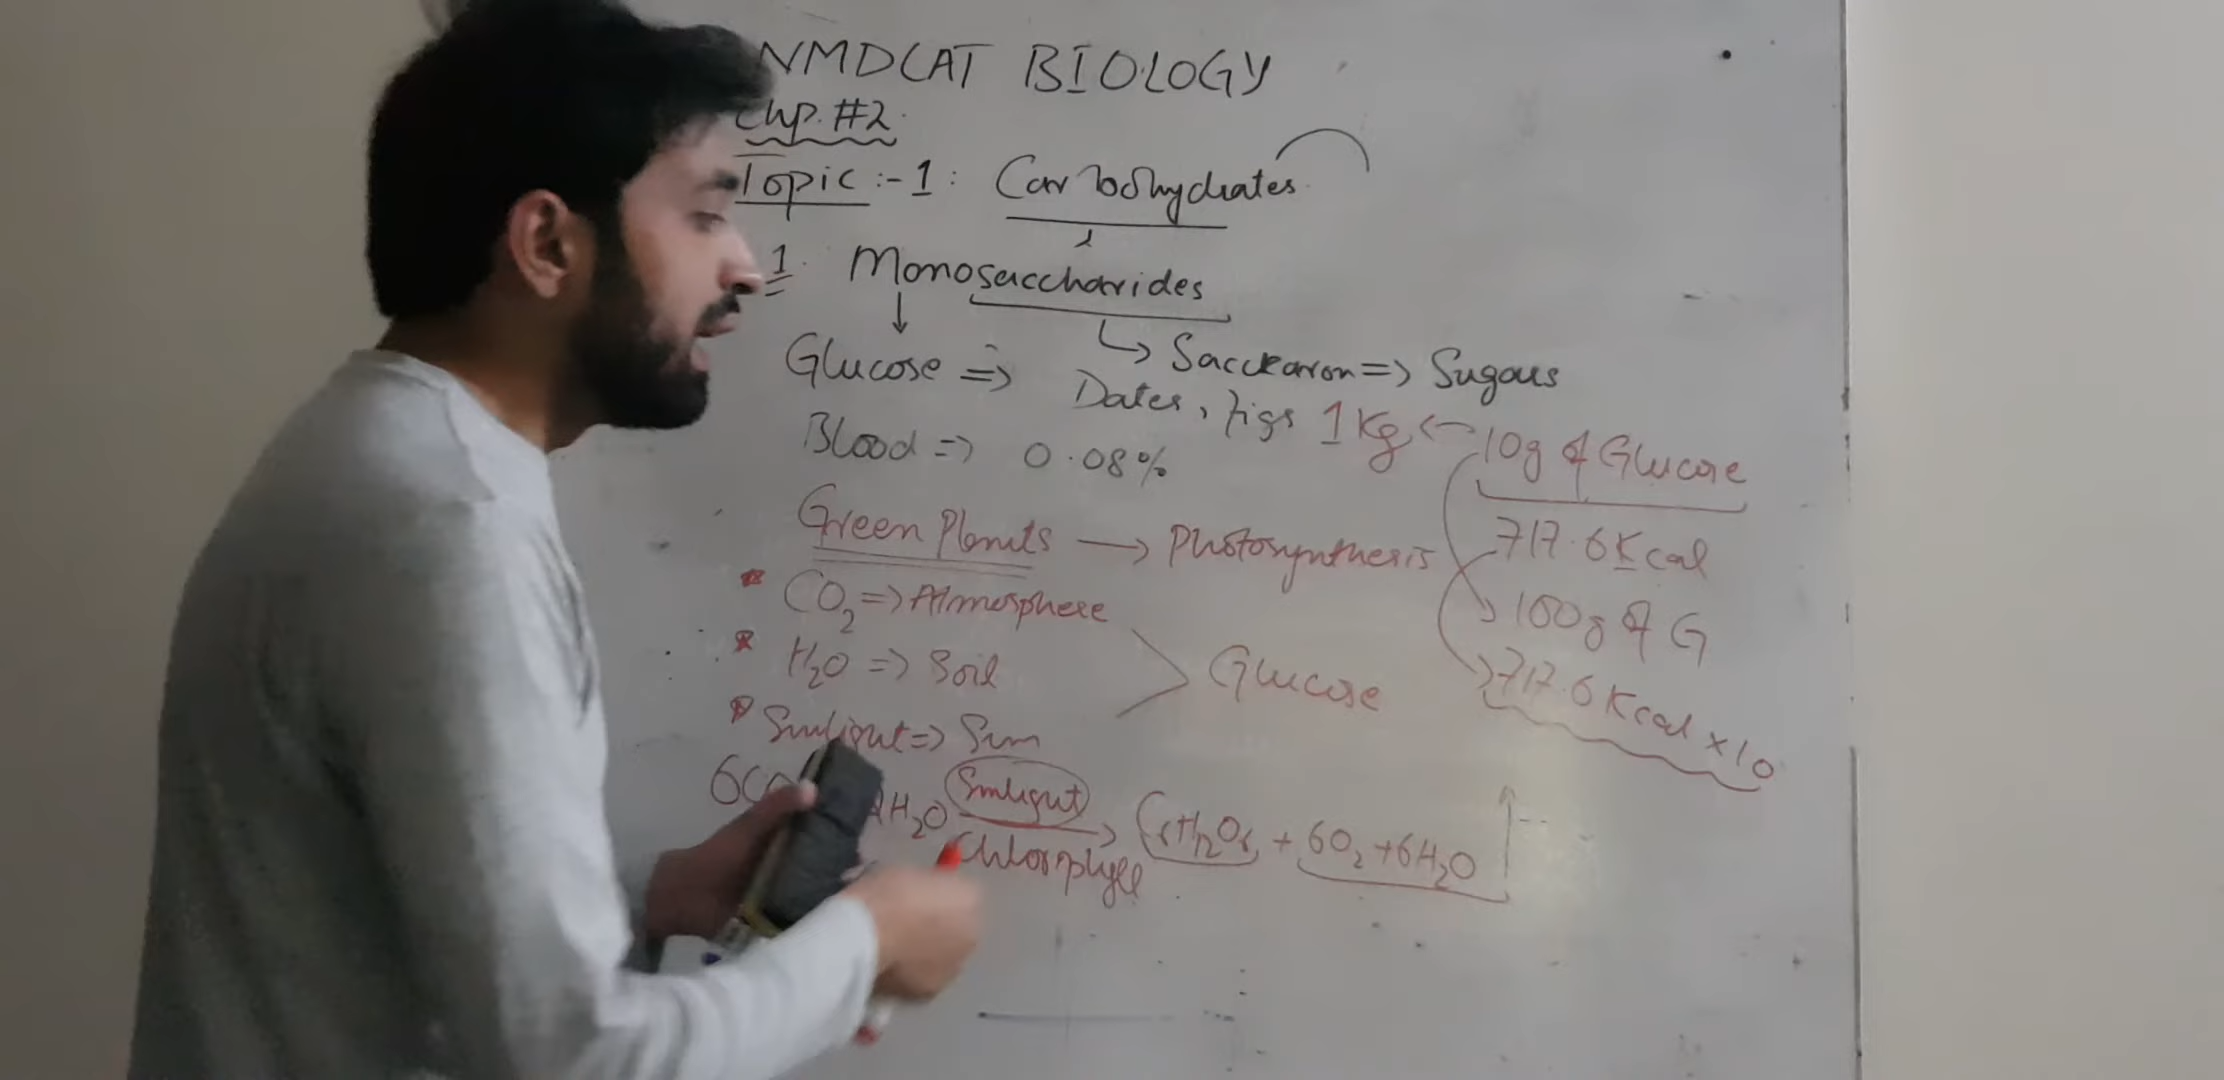 NMDCAT BIOLOGY
Chp. #2.
Topic :- 1: Carbohydrates.
1. Monosaccharides
Saccharon => Sugars
Glucose => Dates, Figs
Blood => 0.08%
1 Kg <- 10g of Glucose
717.6 Kcal
100g of G
717.6 Kcal x 10
Green Plants -> Photosynthesis
* CO2 => Atmosphere
* H2O => Soil
* Sunlight => Sun
Glucose
H2O Sunlight -> C6H12O6 + 6O2 + 6H2O
Chlorophyll